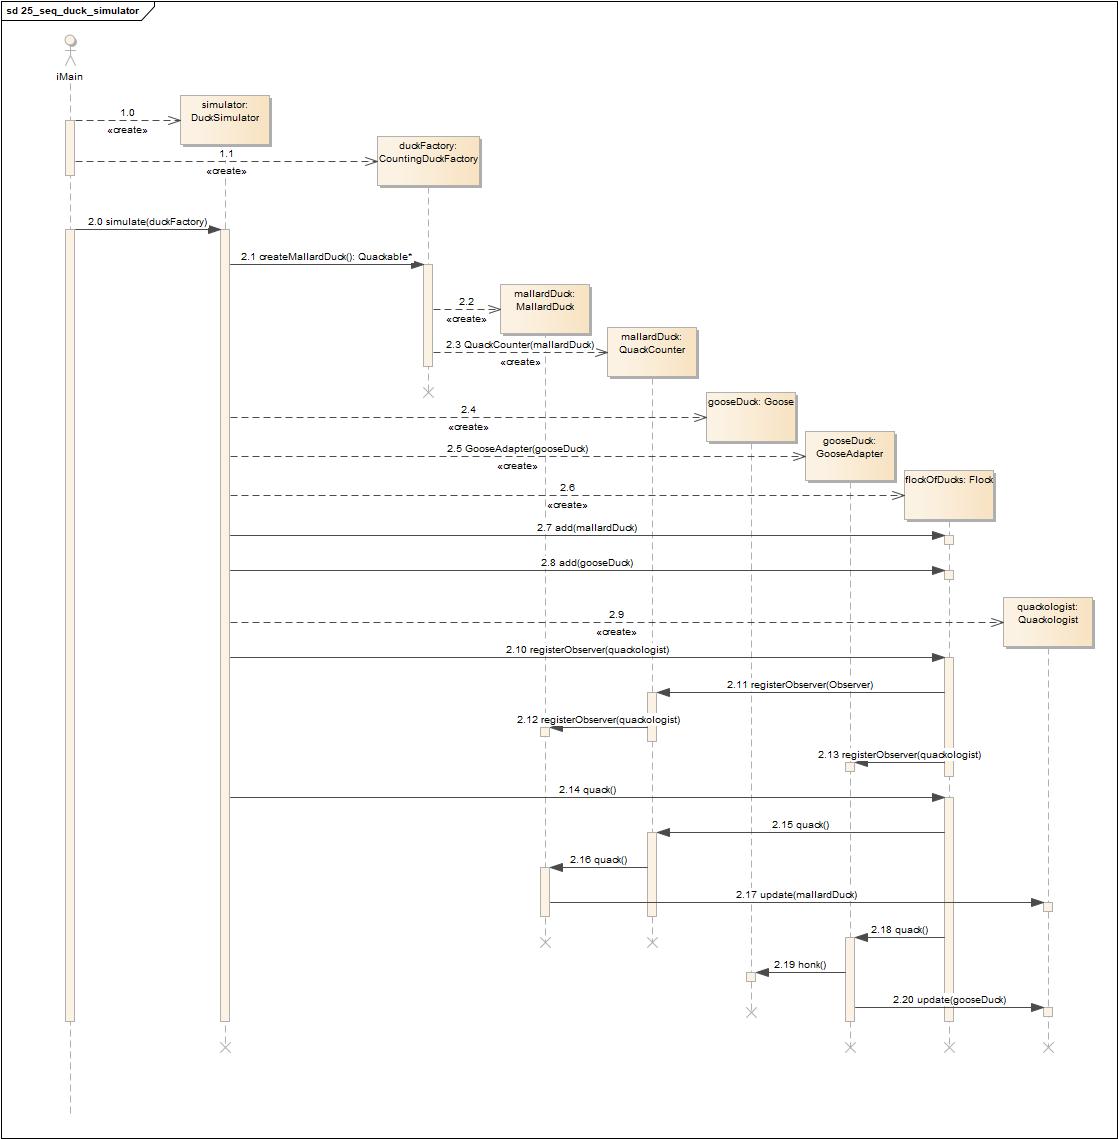 sd 25_seq_duck_simulator
iMain
simulator:
DuckSimulator
1.0
«create»
duckFactory:
CountingDuckFactory
1.1
«create»
2.0 simulate(duckFactory)
2.1 createMallardDuck(): Quackable*
mallardDuck:
MallardDuck
2.2
«create»
mallardDuck:
QuackCounter
2.3 QuackCounter(mallardDuck)
«create»
gooseDuck: Goose
2.4
«create»
gooseDuck:
GooseAdapter
2.5 GooseAdapter(gooseDuck)
«create»
flockOfDucks: Flock
2.6
«create»
2.7 add(mallardDuck)
2.8 add(gooseDuck)
quackologist:
Quackologist
2.9
«create»
2.10 registerObserver(quackologist)
2.11 registerObserver(Observer)
2.12 registerObserver(quackologist)
2.13 registerObserver(quackologist)
2.14 quack()
2.15 quack()
2.16 quack()
2.17 update(mallardDuck)
2.18 quack()
2.19 honk()
2.20 update(gooseDuck)